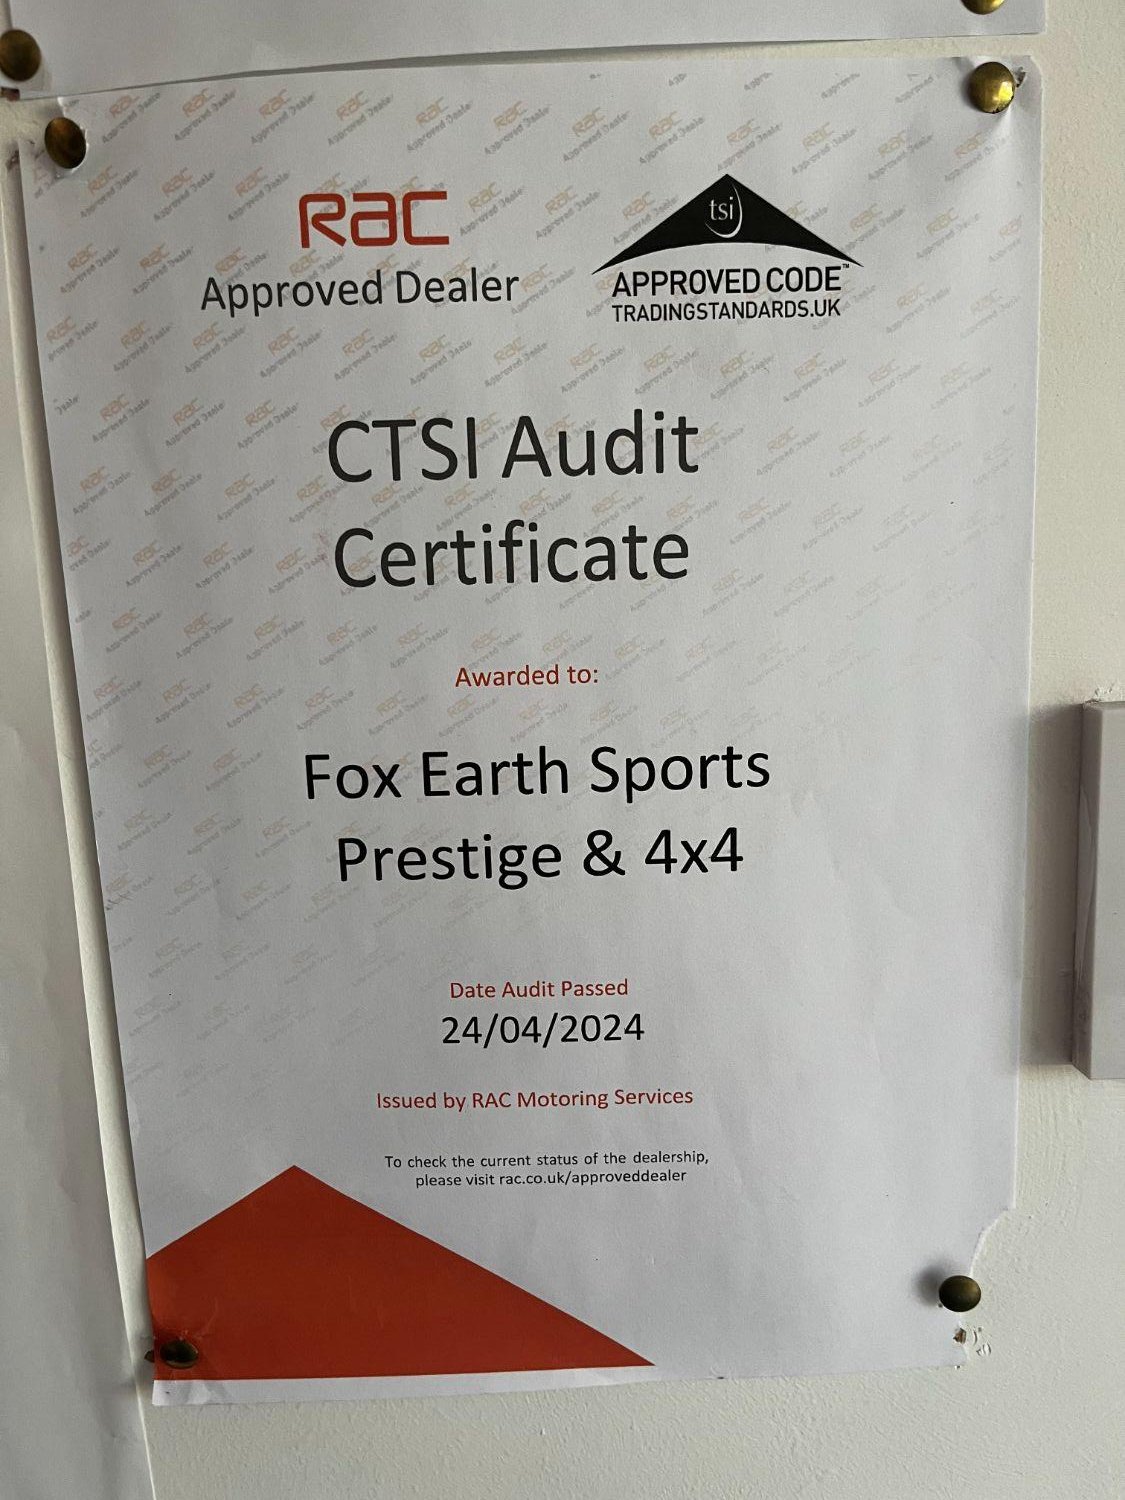 RAC
Approved Dealer
tsi
APPROVED CODE™
TRADINGSTANDARDS.UK
CTSI Audit
Certificate
Awarded to:
Fox Earth Sports
Prestige & 4x4
Date Audit Passed
24/04/2024
Issued by RAC Motoring Services
To check the current status of the dealership,
please visit rac.co.uk/approveddealer